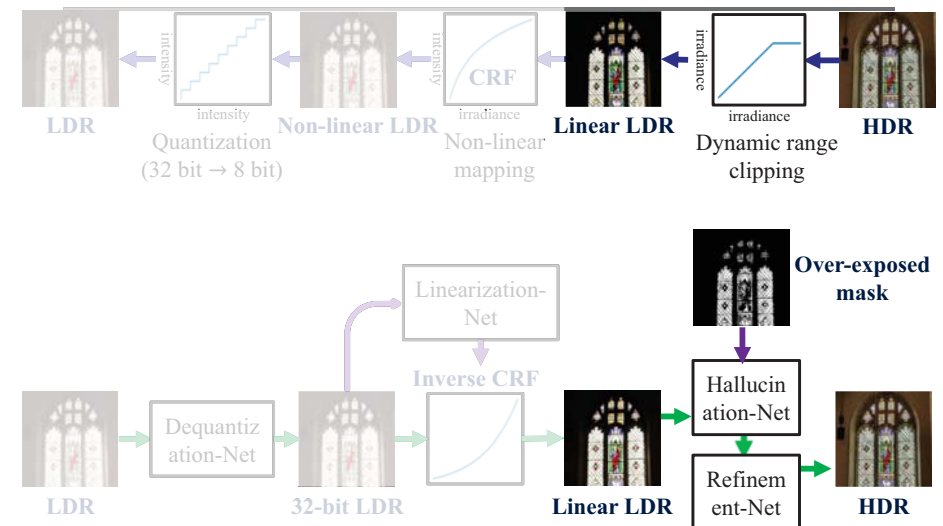 intensity
intensity
CRF
irradiance
intensity
irradiance
irradiance
LDR
Quantization
(32 bit → 8 bit)
Non-linear LDR
Non-linear
mapping
Linear LDR
Dynamic range
clipping
HDR
Over-exposed
mask
Linearization-
Net
Inverse CRF
Dequantiz
ation-Net
Hallucin
ation-Net
Refinem
ent-Net
LDR
32-bit LDR
Linear LDR
HDR